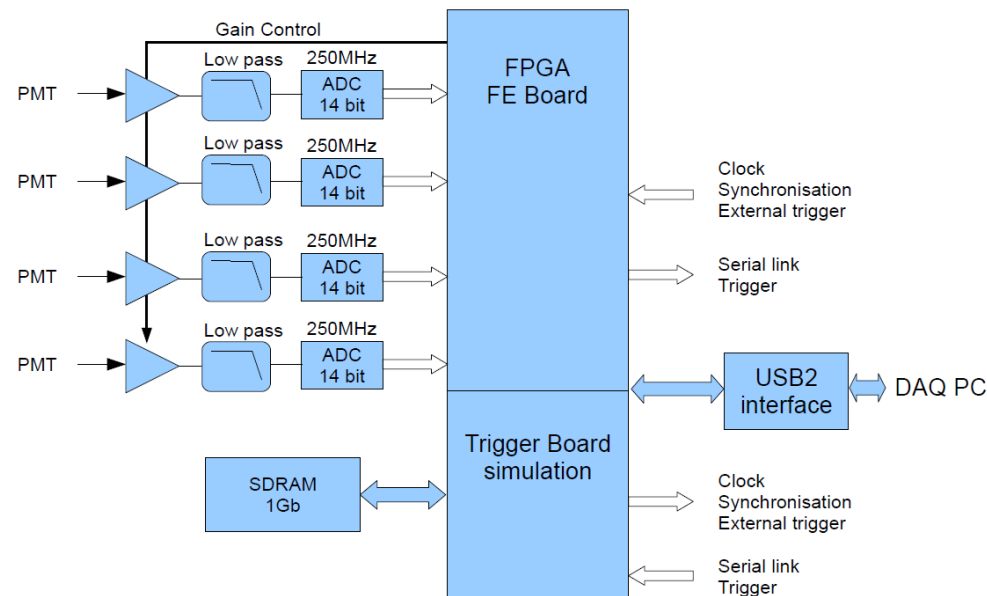 Gain Control
FPGA
FE Board
Low pass
250MHz
PMT
ADC
14 bit
Low pass
250MHz
PMT
ADC
14 bit
Clock
Synchronisation
External trigger
Low pass
250MHz
PMT
ADC
14 bit
Serial link
Trigger
Low pass
250MHz
PMT
ADC
14 bit
USB2
interface
DAQ PC
Trigger Board
simulation
SDRAM
1Gb
Clock
Synchronisation
External trigger
Serial link
Trigger